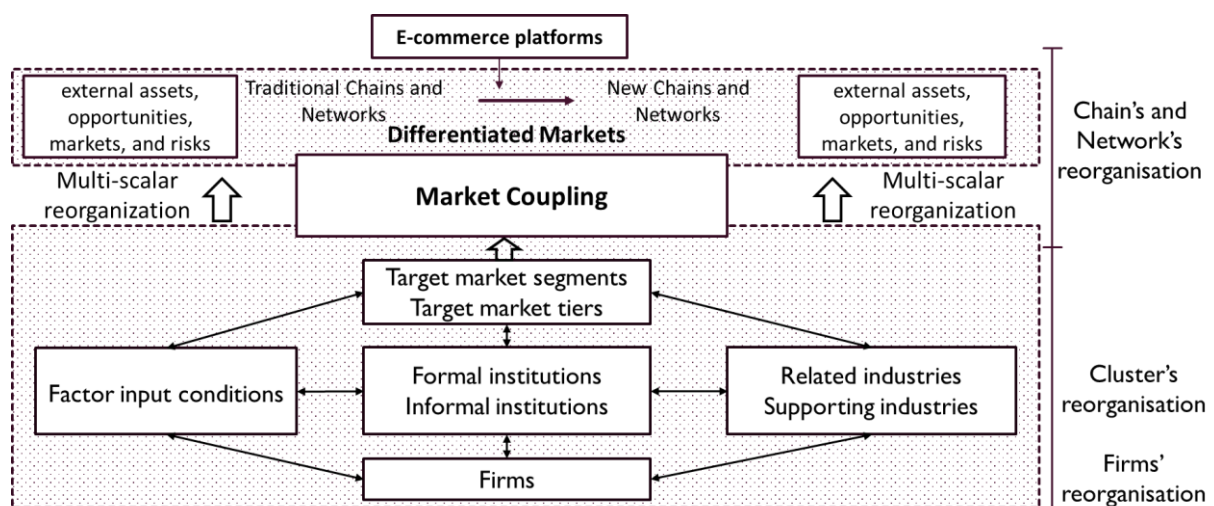 E-commerce platforms
external assets,
opportunities,
markets, and risks
Traditional Chains and
Networks
New Chains and
Networks
Differentiated Markets
external assets,
opportunities,
markets, and risks
Chain's and
Network's
reorganisation
Multi-scalar
reorganization
Market Coupling
Multi-scalar
reorganization
Target market segments
Target market tiers
Factor input conditions
Formal institutions
Informal institutions
Related industries
Supporting industries
Cluster's
reorganisation
Firms
Firms'
reorganisation